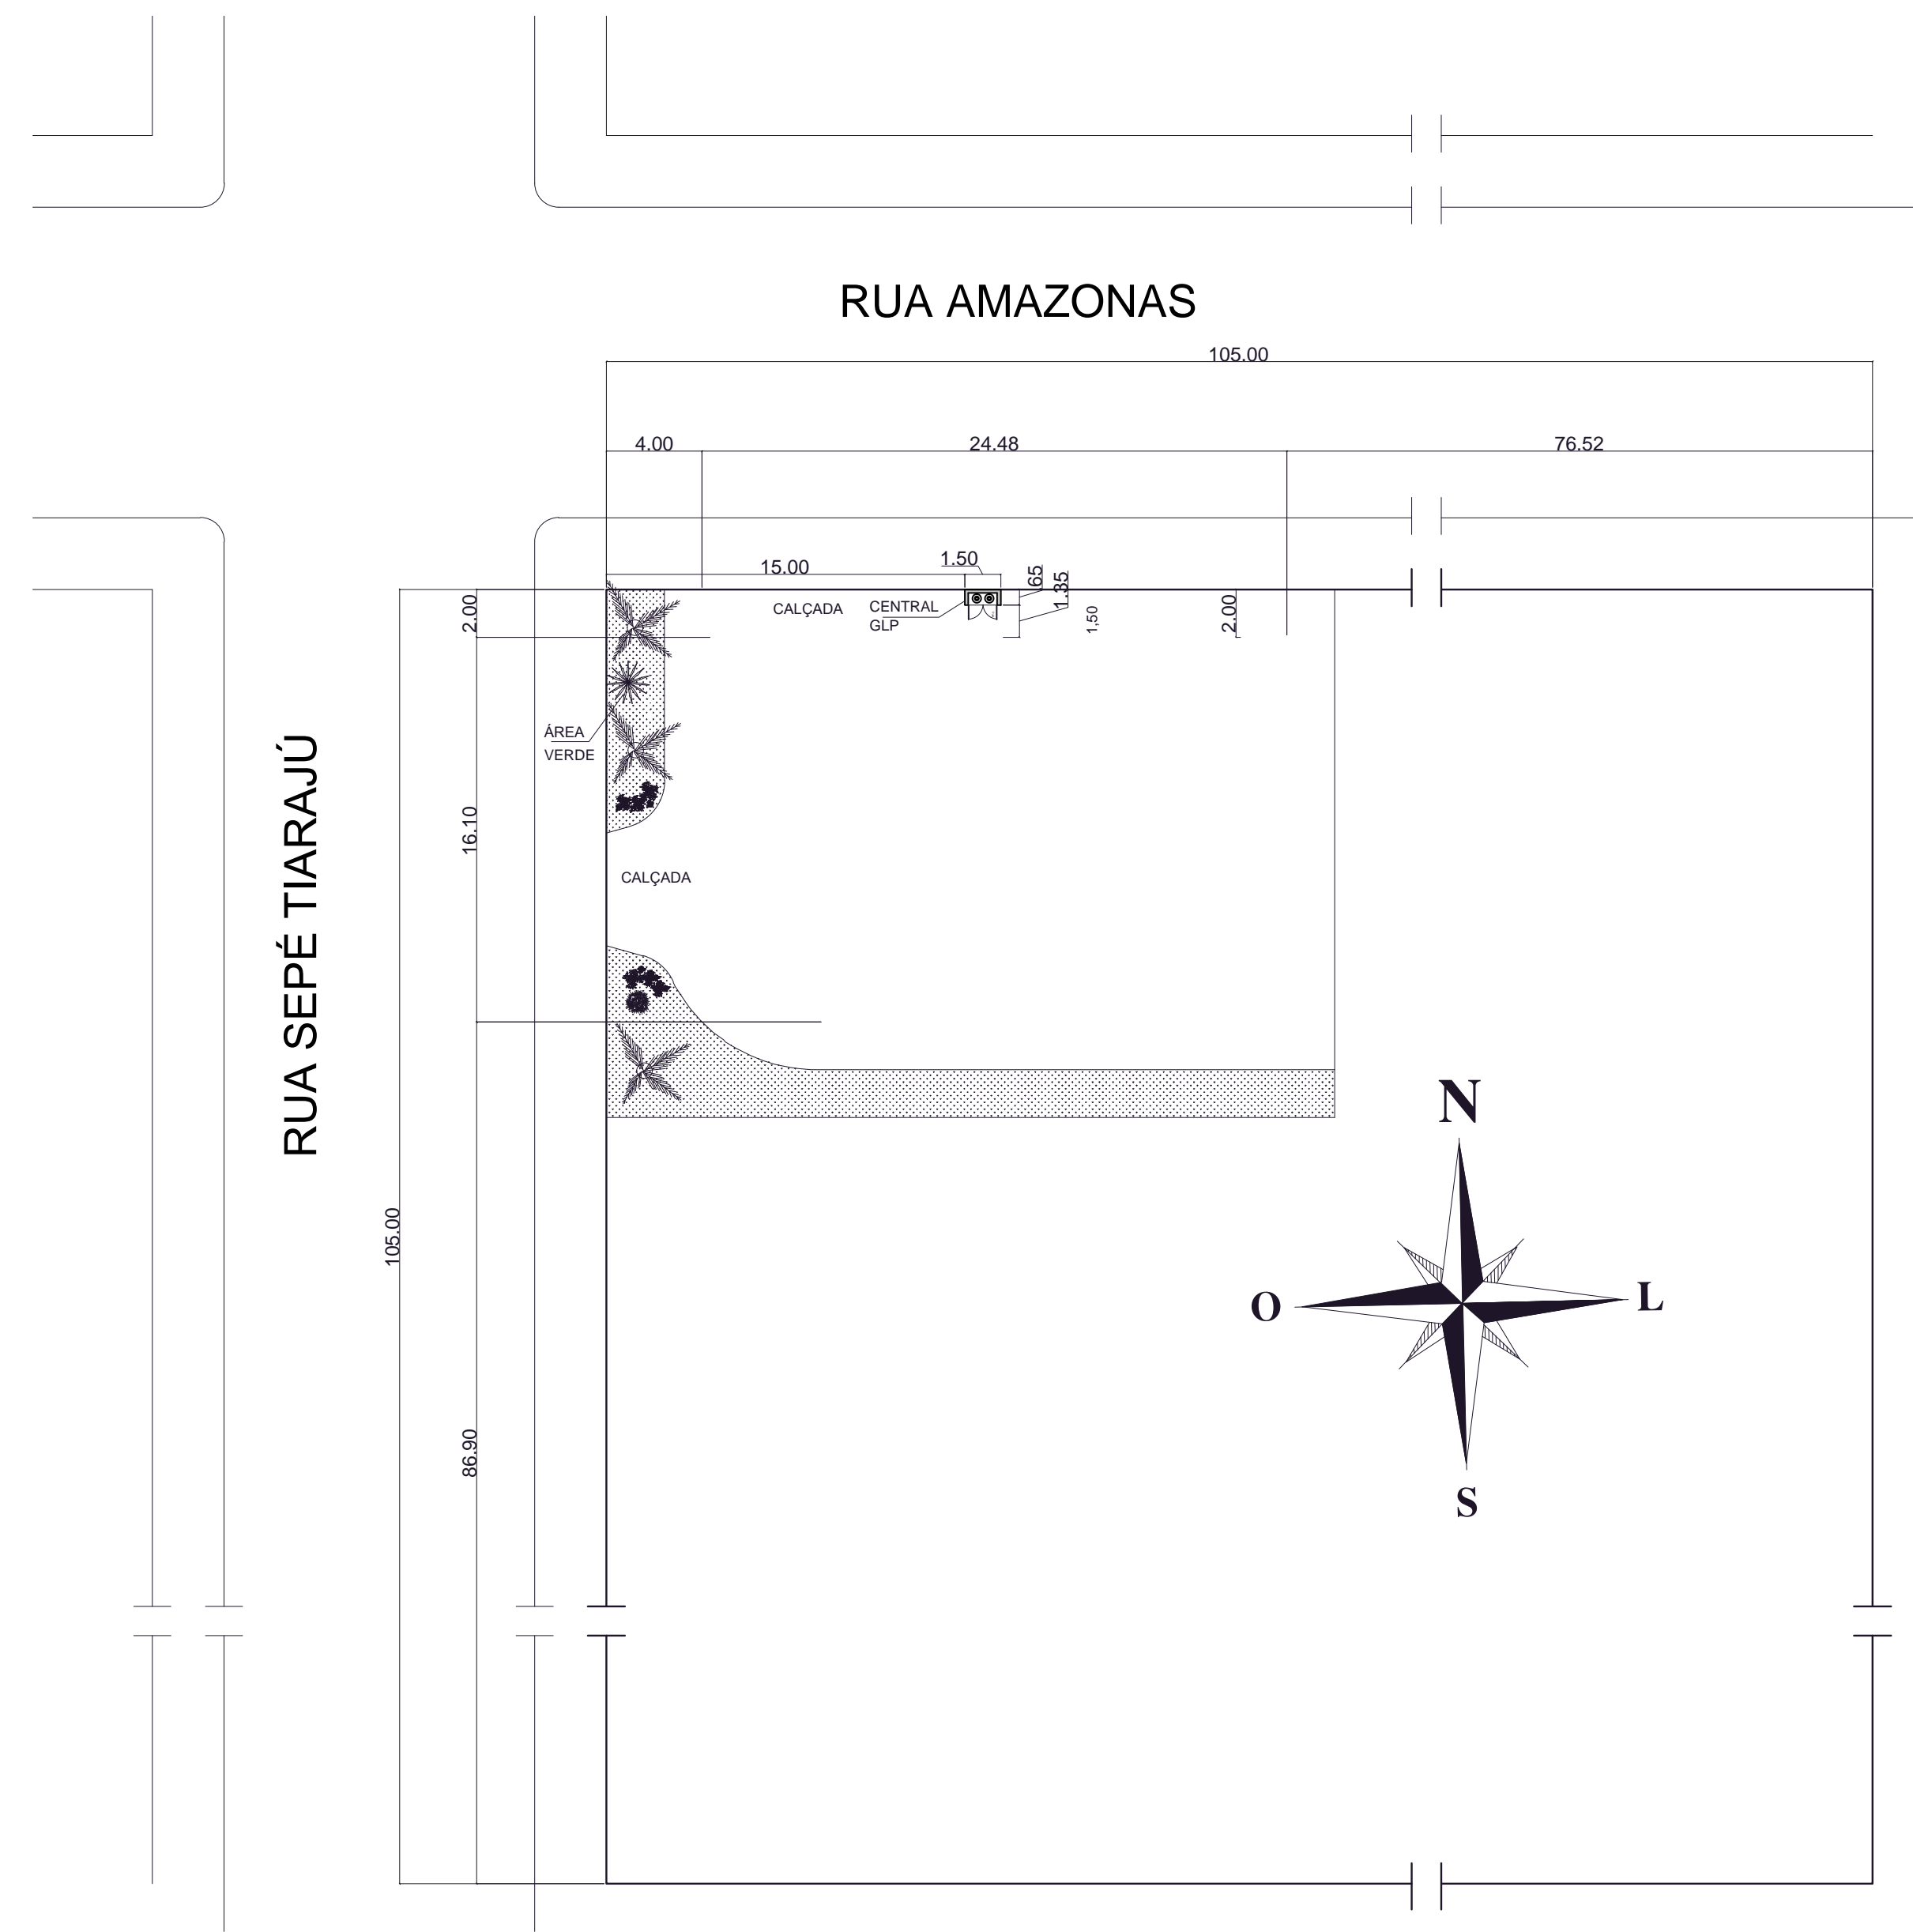 RUA AMAZONAS
105.00
4.00
24.48
76.52
1.50
15.00
.65
1.35
2.00
CALÇADA
CENTRAL
GLP
1,50
2.00
ÁREA
VERDE
16.10
CALÇADA
RUA SEPÉ TIARAJÚ
105.00
86.90
N
O
L
S